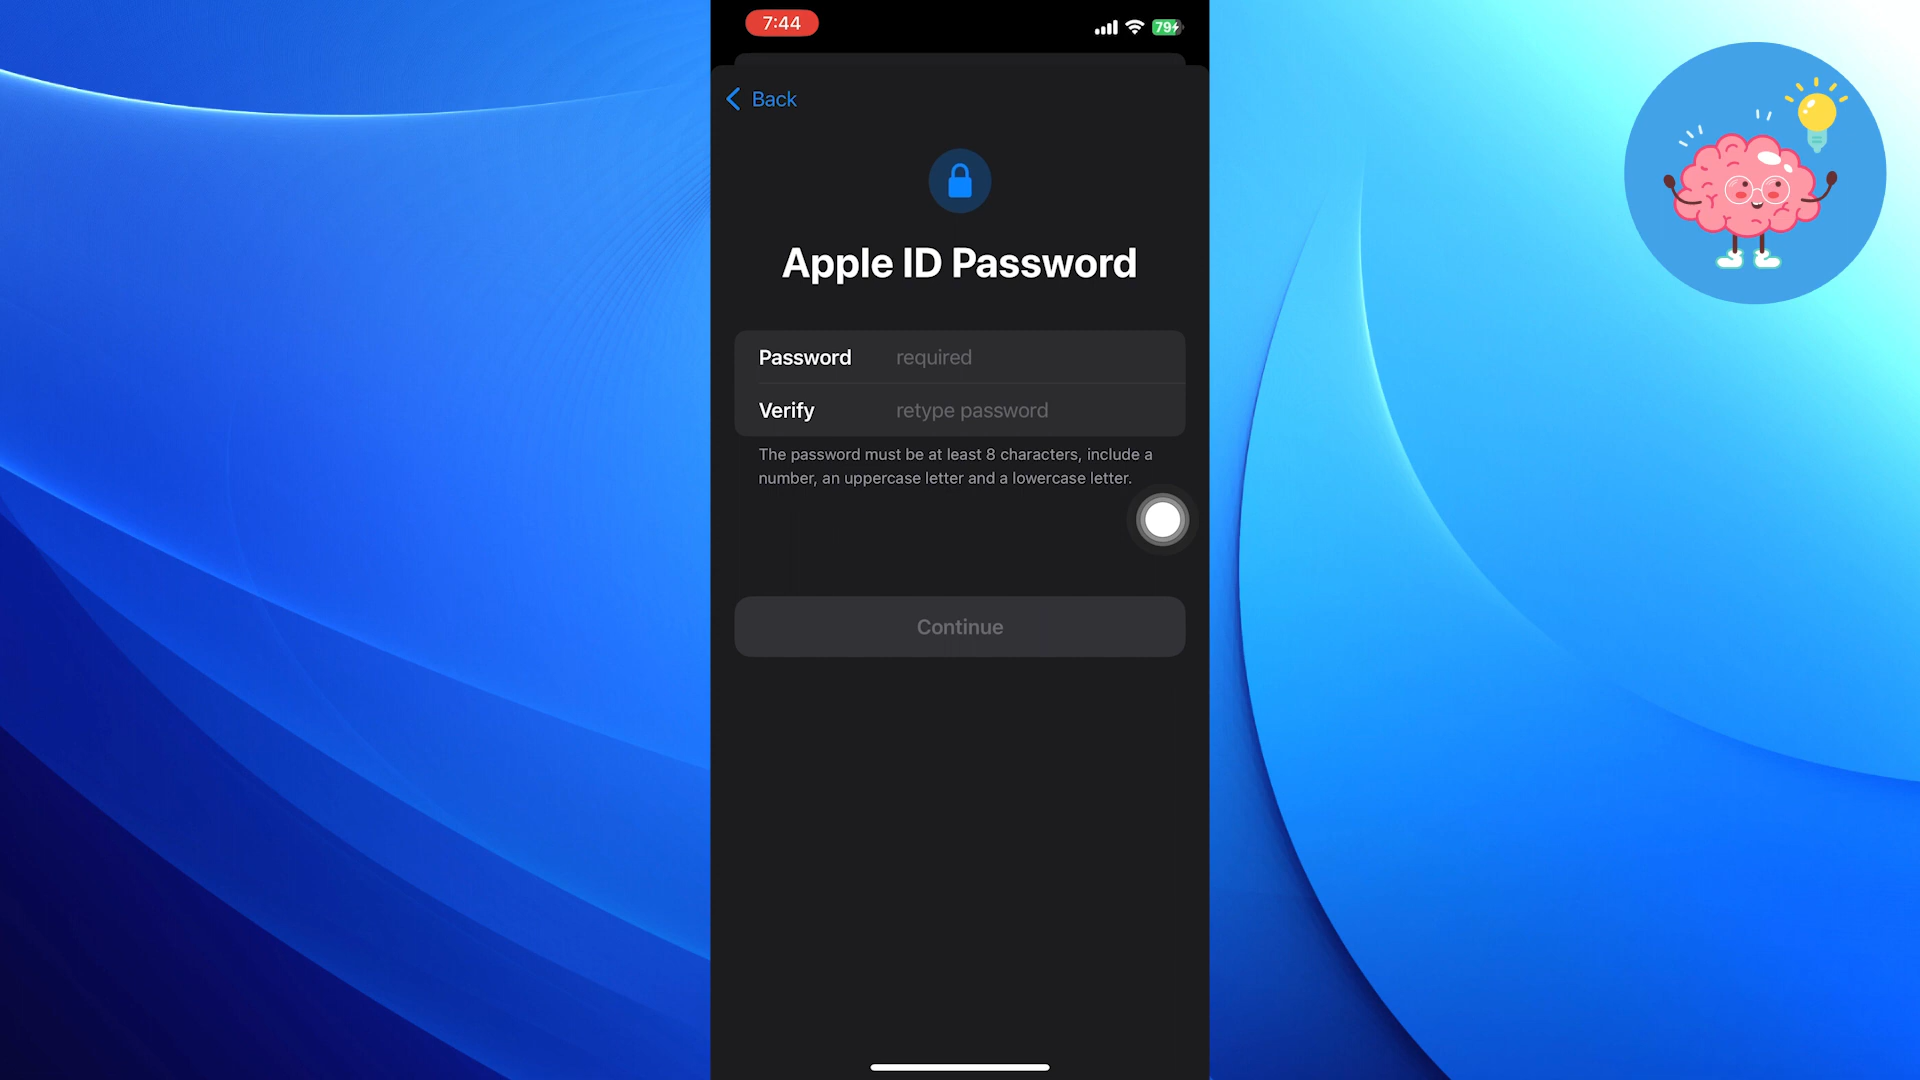 7:44
79
Back
Apple ID Password
Password required
Verify retype password
The password must be at least 8 characters, include a
number, an uppercase letter and a lowercase letter.
Continue